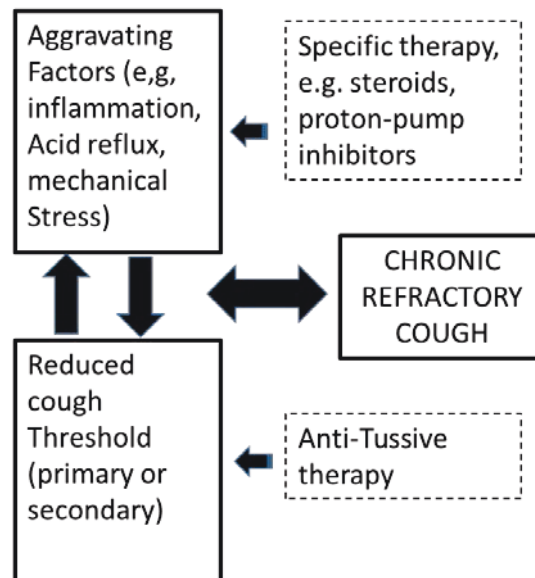 Aggravating
Factors (e,g,
inflammation,
Acid reflux,
mechanical
Stress)
Specific therapy,
e.g. steroids,
proton-pump
inhibitors
CHRONIC
REFRACTORY
COUGH
Reduced
cough
Threshold
(primary or
secondary)
Anti-Tussive
therapy